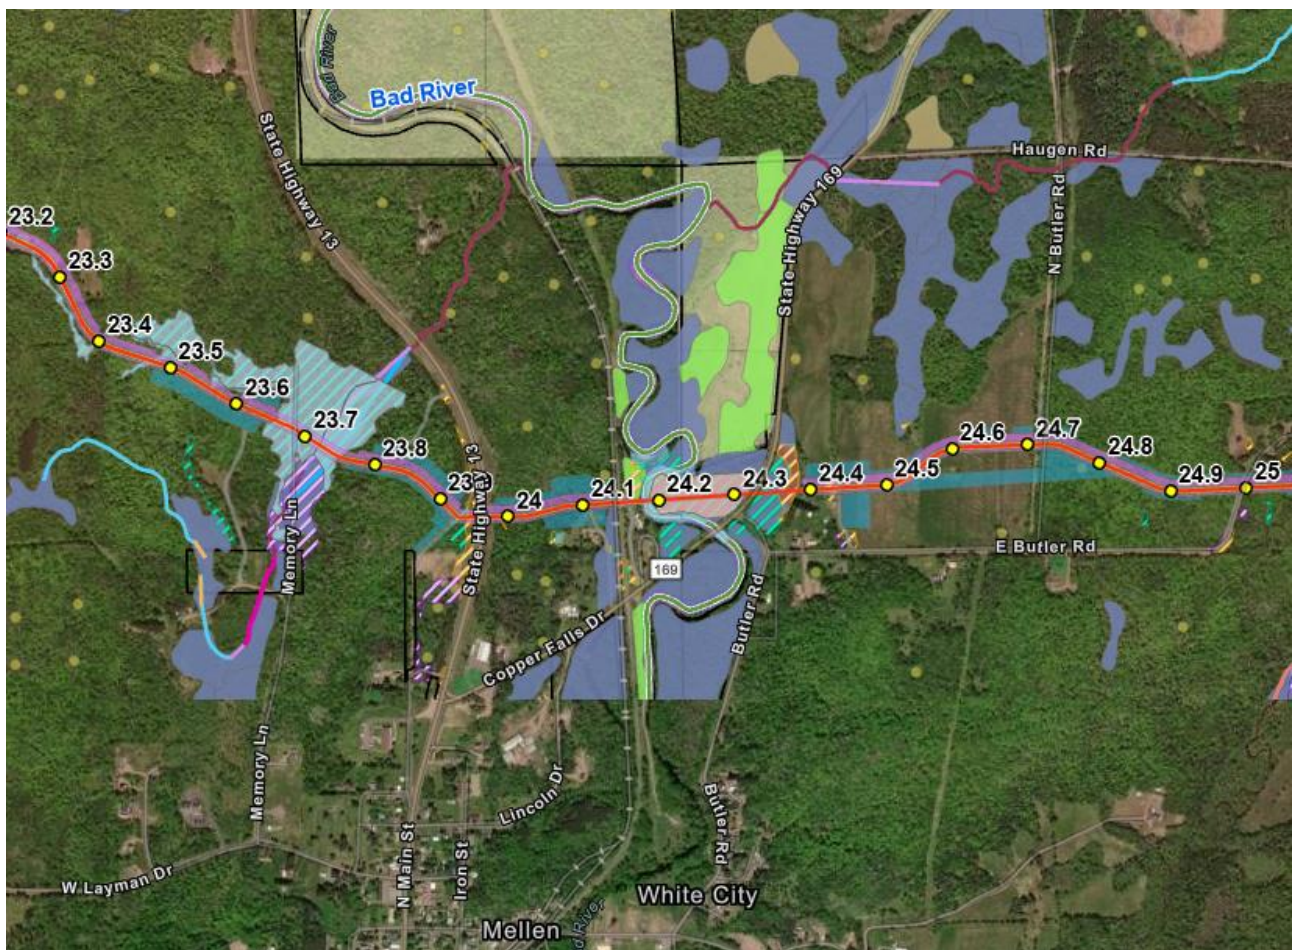 Bad River
Bad River
State Highway 13
Haugen Rd
State Highway 169
N Butler Rd
23.2
23.3
23.4
23.5
23.6
23.7
23.8
State Highway 13
24
24.1
24.2
24.3
24.4
24.5
24.6
24.7
24.8
24.9
25
Memory Ln
169
E Butler Rd
Butler Rd
Copper Falls Dr
Memory Ln
Lincoln Dr
N Main St
Iron St
Butler Rd
W Layman Dr
White City
Mellen
River